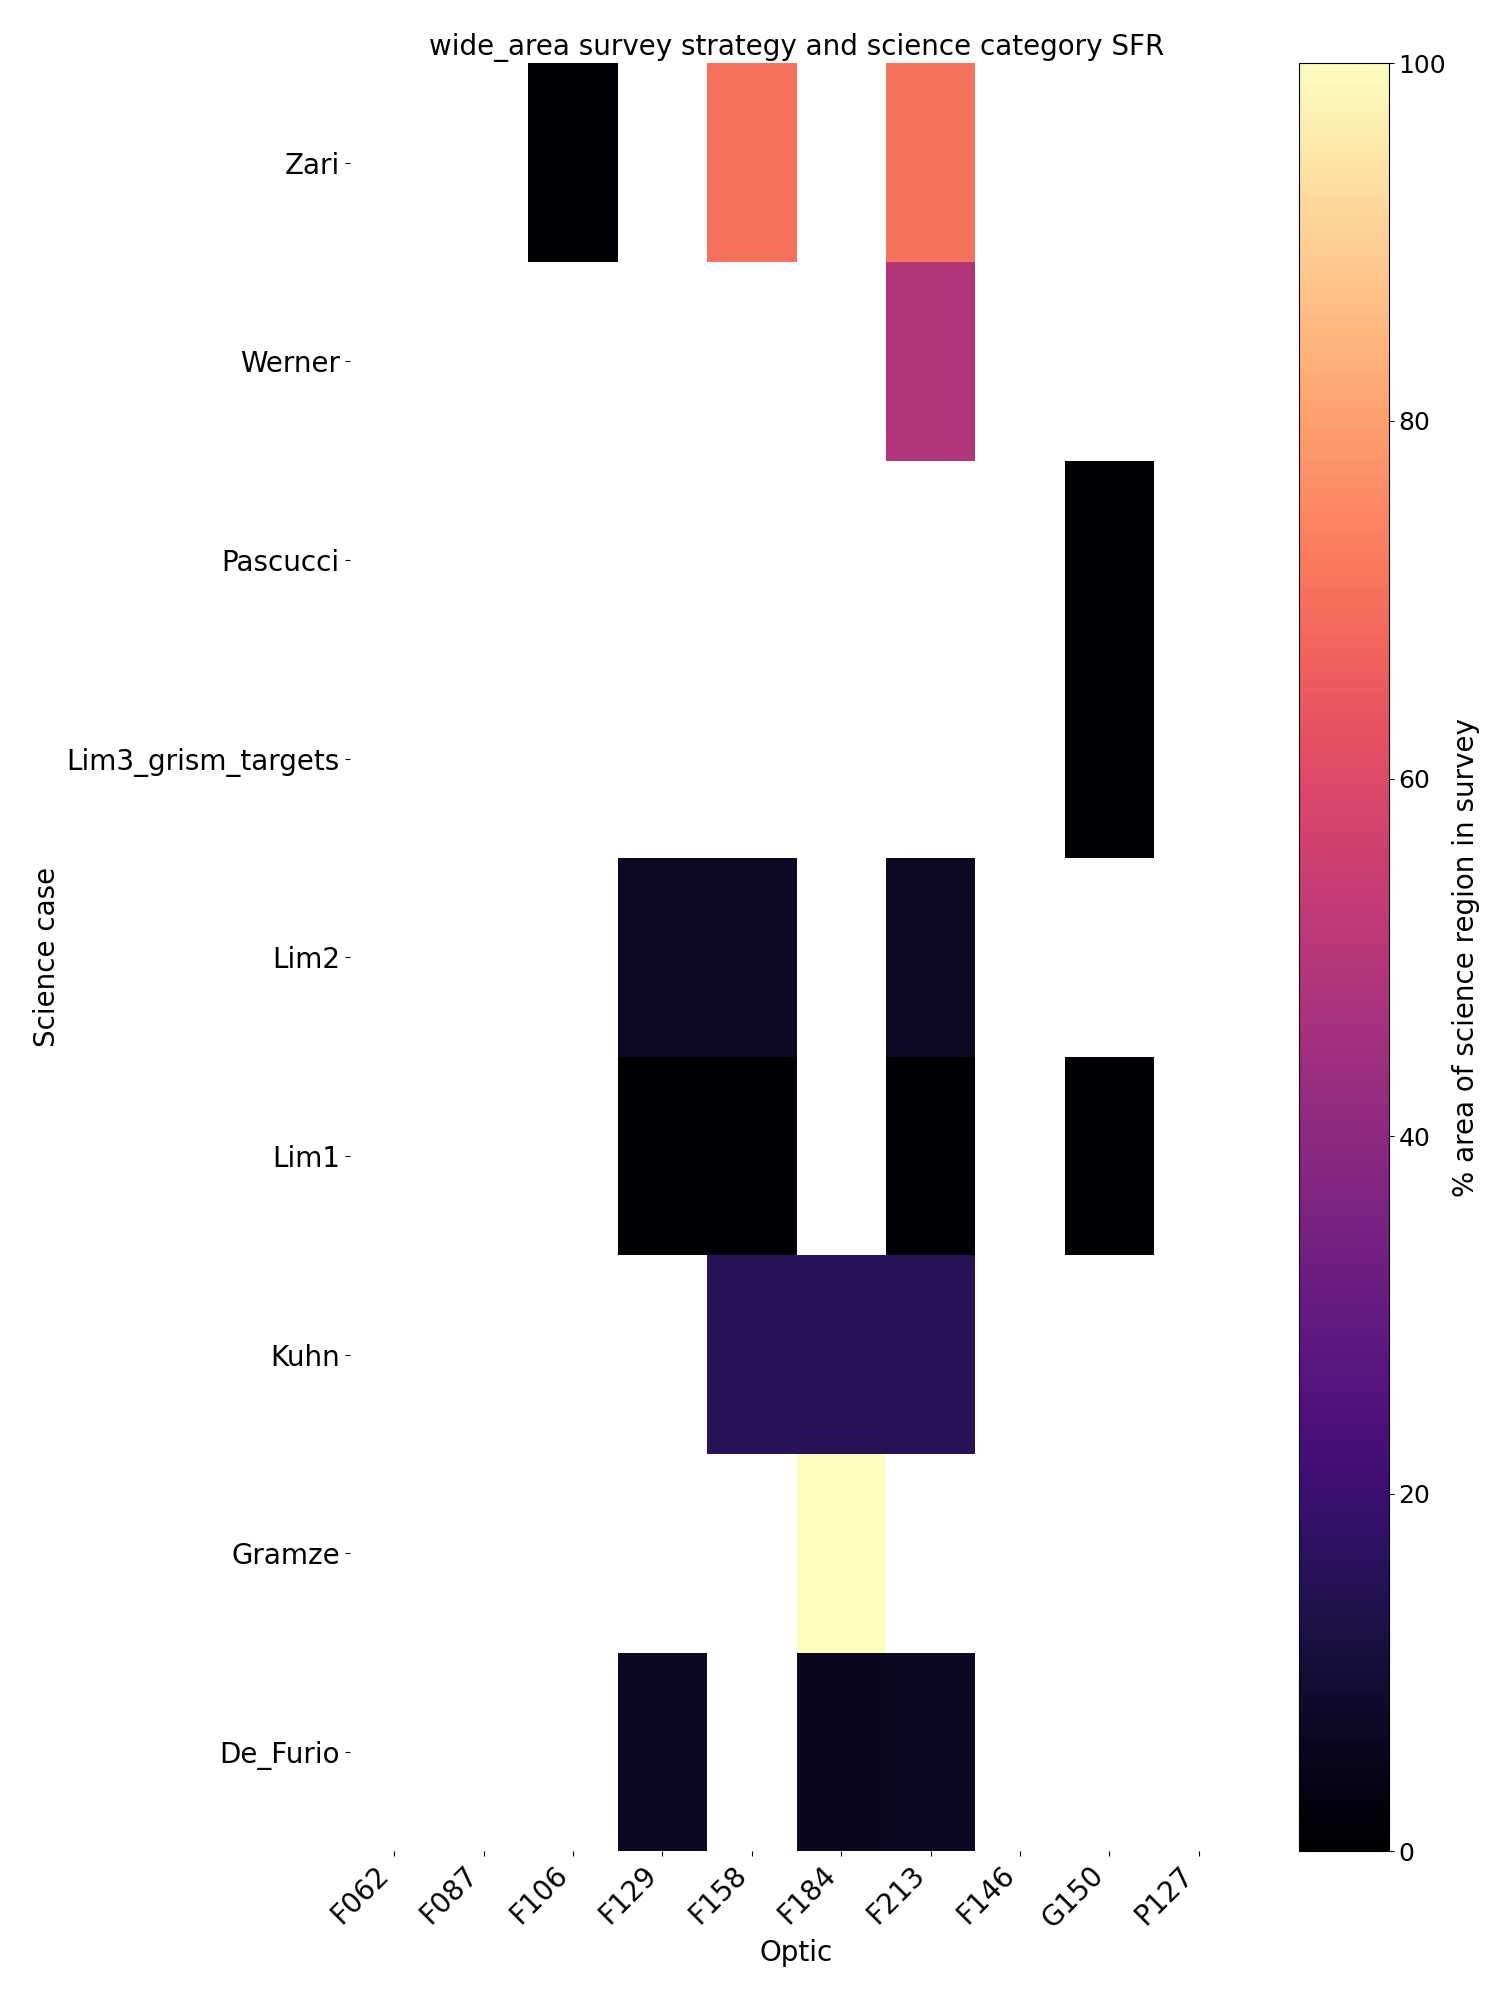 wide_area survey strategy and science category SFR
Zari
Werner
Pascucci
Lim3_grism_targets
Lim2
Lim1
Kuhn
Gramze
De_Furio
Science case
F062
F087
F106
F129
F158
F184
F213
F146
G150
P127
Optic
100
80
60
40
20
0
% area of science region in survey